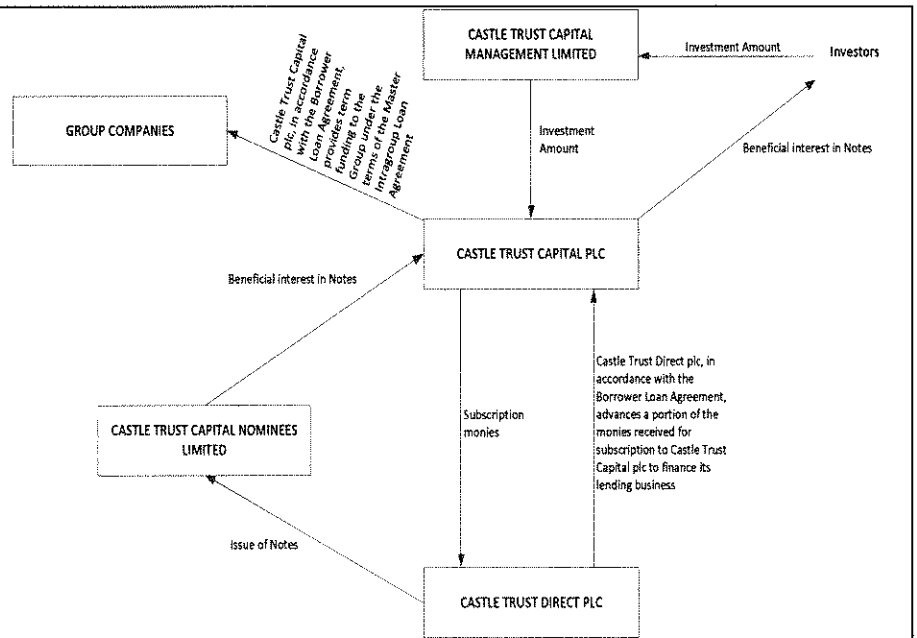 CASTLE TRUST CAPITAL
MANAGEMENT LIMITED
Investment Amount
Investors
GROUP COMPANIES
Castle Trust Capital
plc, in accordance
with the Borrower
Loan Agreement,
provides term
funding to the
Group under the
terms of the Master
Intragroup Loan
Agreement
Investment
Amount
Beneficial interest in Notes
CASTLE TRUST CAPITAL PLC
Beneficial interest in Notes
Subscription
monies
Castle Trust Direct plc, in
accordance with the
Borrower Loan Agreement,
advances a portion of the
monies received for
subscription to Castle Trust
Capital plc to finance its
lending business
CASTLE TRUST CAPITAL NOMINEES
LIMITED
Issue of Notes
CASTLE TRUST DIRECT PLC